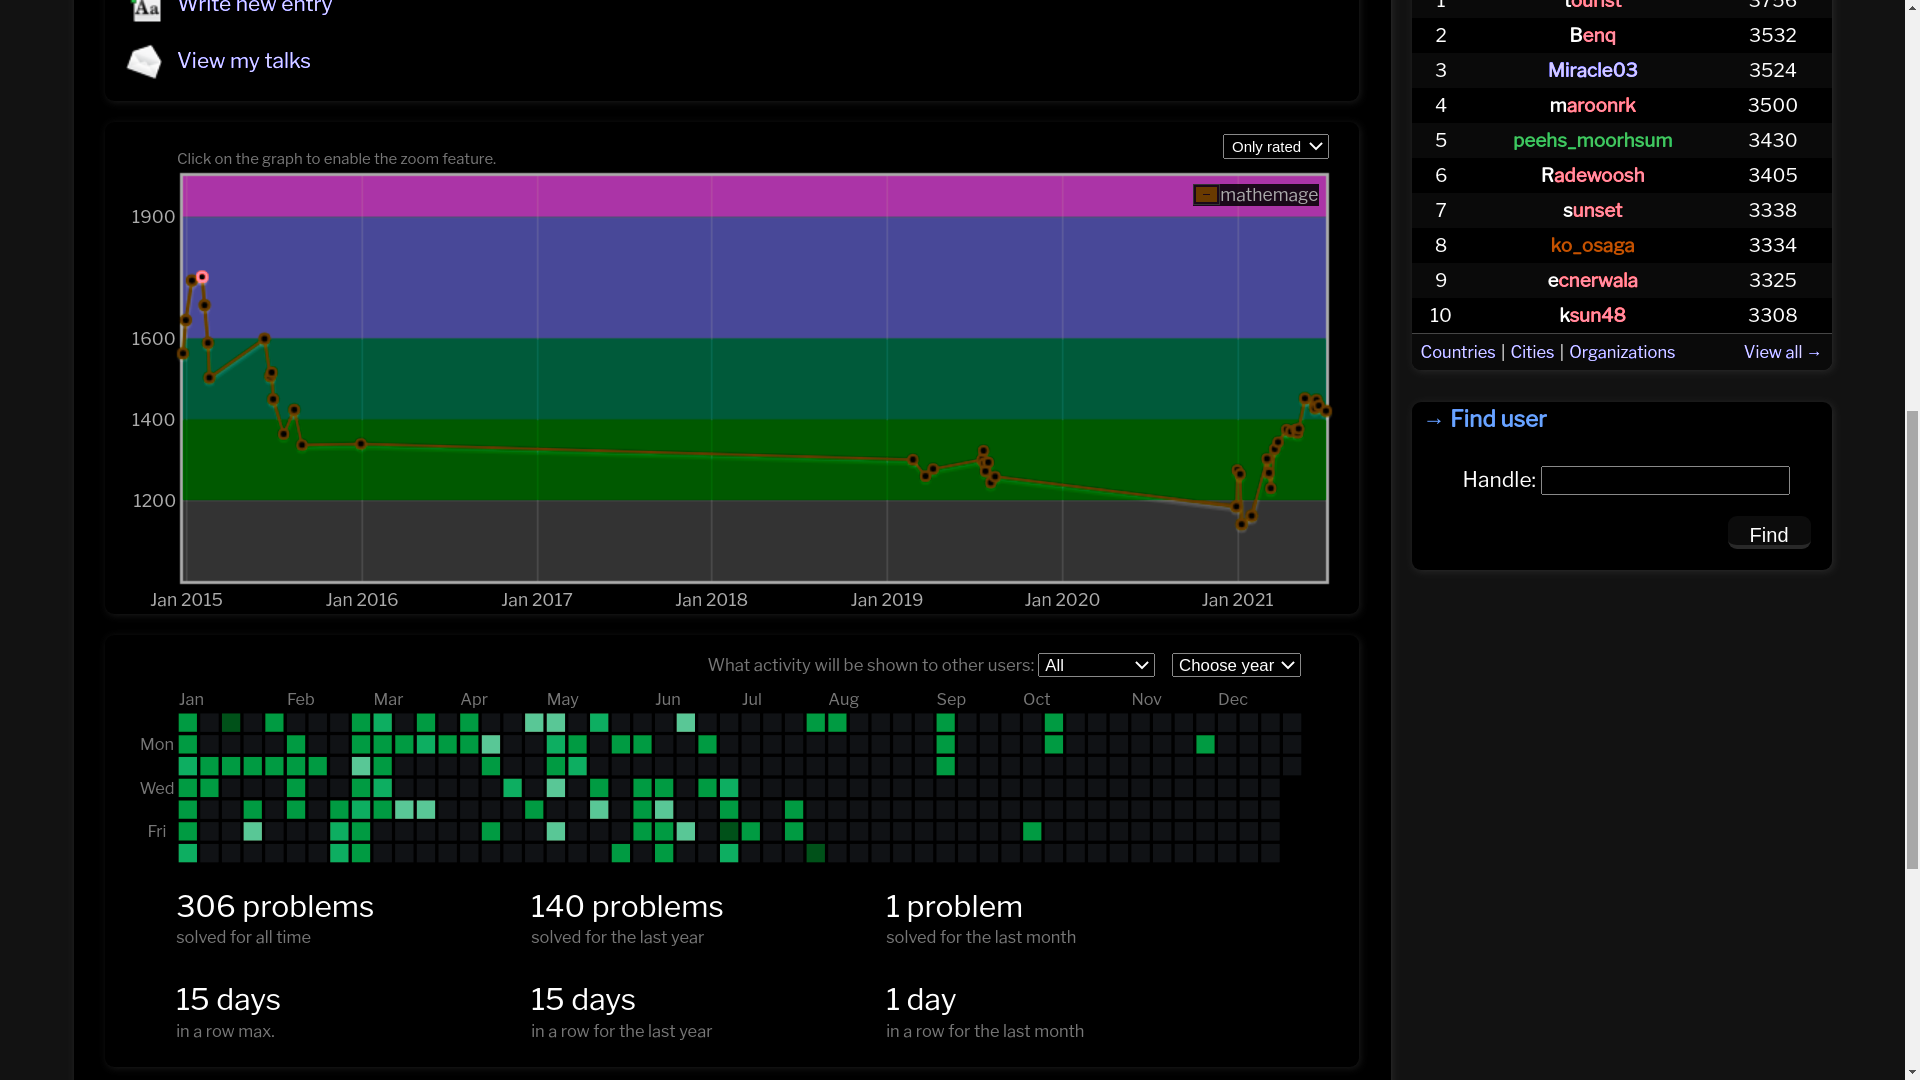 Write new entry
View my talks
Click on the graph to enable the zoom feature.
Only rated
mathemage
1900
1600
1400
1200
Jan 2015 Jan 2016 Jan 2017 Jan 2018 Jan 2019 Jan 2020 Jan 2021
What activity will be shown to other users: All Choose year
Jan Feb Mar Apr May Jun Jul Aug Sep Oct Nov Dec
Mon
Wed
Fri
306 problems 140 problems 1 problem
solved for all time solved for the last year solved for the last month
15 days 15 days 1 day
in a row max. in a row for the last year in a row for the last month
1 tourist 3756
2 Benq 3532
3 Miracle03 3524
4 maroonrk 3500
5 peehs_moorhsum 3430
6 Radewoosh 3405
7 sunset 3338
8 ko_osaga 3334
9 ecnerwala 3325
10 ksun48 3308
Countries | Cities | Organizations View all →
→ Find user
Handle:
Find